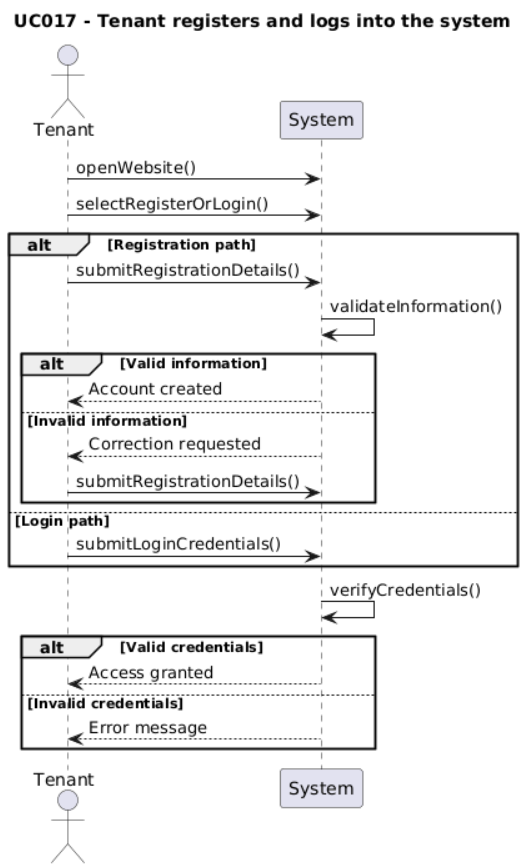 UC017 - Tenant registers and logs into the system
Tenant
System
openWebsite()
selectRegisterOrLogin()
alt [Registration path]
submitRegistrationDetails()
validateInformation()
alt [Valid information]
Account created
[Invalid information]
Correction requested
submitRegistrationDetails()
[Login path]
submitLoginCredentials()
verifyCredentials()
alt [Valid credentials]
Access granted
[Invalid credentials]
Error message
Tenant
System